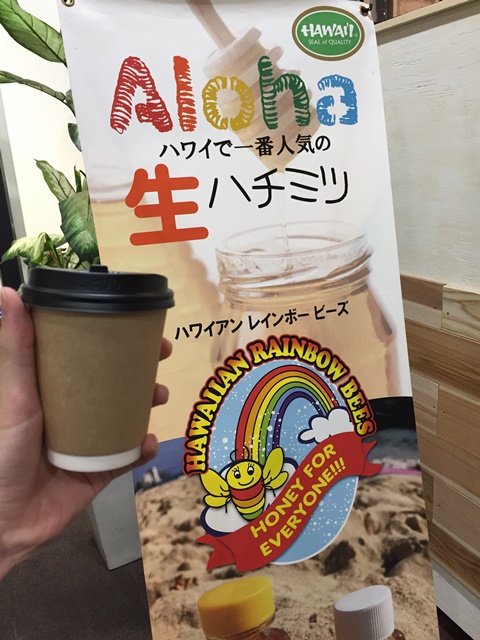 HAWAI'I
SEAL of QUALITY
Aloha
ハワイで一番人気の
生ハチミツ
ハワイアン レインボー ビーズ
HAWAIIAN RAINBOW BEES
HONEY FOR
EVERYONE!!!